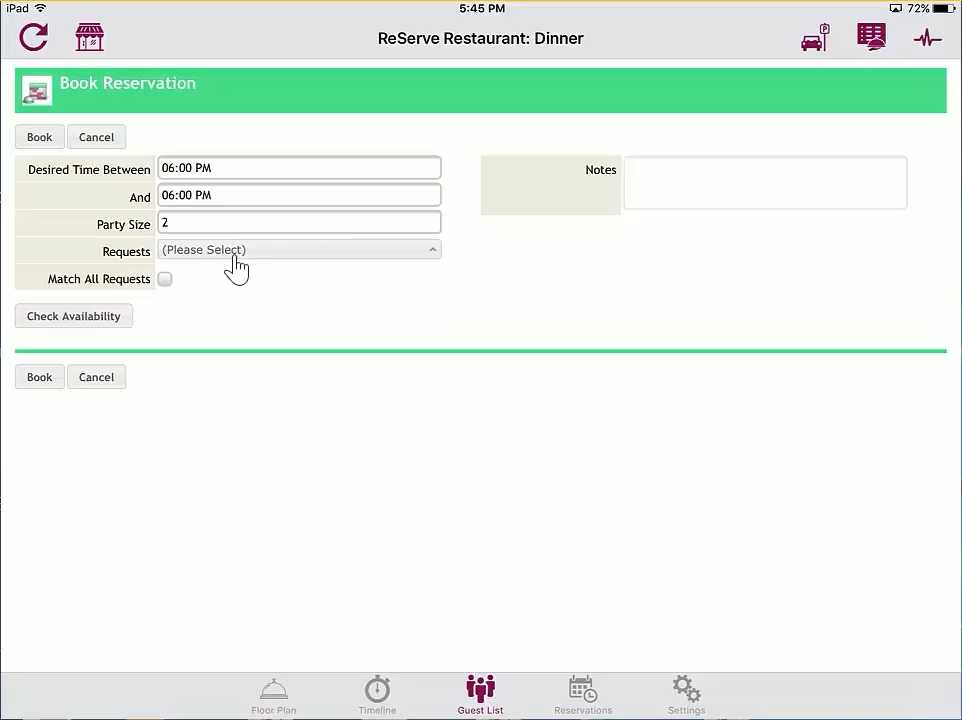 iPad 5:45 PM 72%
ReServe Restaurant: Dinner
P
Book Reservation
Book Cancel
Desired Time Between 06:00 PM Notes
And 06:00 PM
Party Size 2
Requests (Please Select)
Match All Requests
Check Availability
Book Cancel
Floor Plan Timeline Guest List Reservations Settings